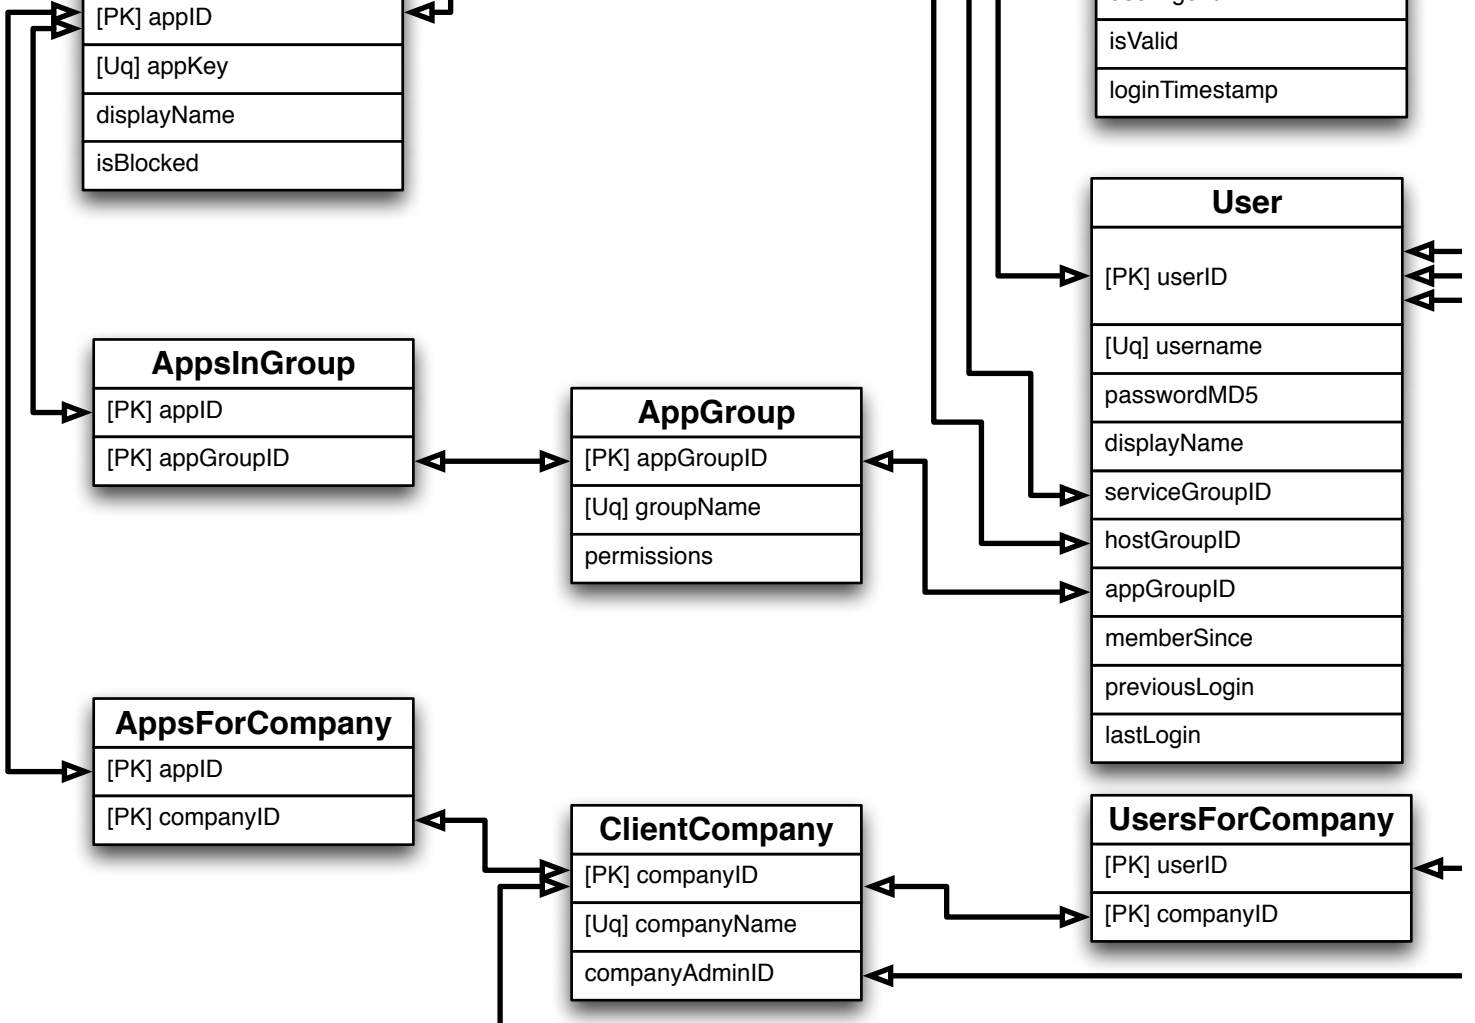 [PK] appID
[Uq] appKey
displayName
isBlocked
isValid
loginTimestamp
User
[PK] userID
[Uq] username
passwordMD5
displayName
serviceGroupID
hostGroupID
appGroupID
memberSince
previousLogin
lastLogin
AppsInGroup
[PK] appID
[PK] appGroupID
AppGroup
[PK] appGroupID
[Uq] groupName
permissions
AppsForCompany
[PK] appID
[PK] companyID
ClientCompany
[PK] companyID
[Uq] companyName
companyAdminID
UsersForCompany
[PK] userID
[PK] companyID